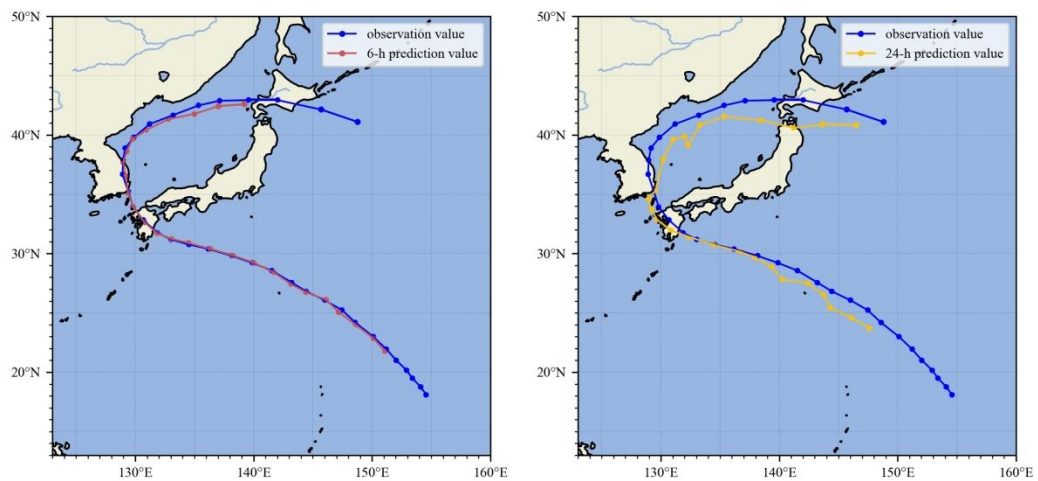 50°N
40°N
30°N
20°N
130°E
140°E
150°E
160°E
observation value
6-h prediction value
50°N
40°N
30°N
20°N
130°E
140°E
150°E
160°E
observation value
24-h prediction value